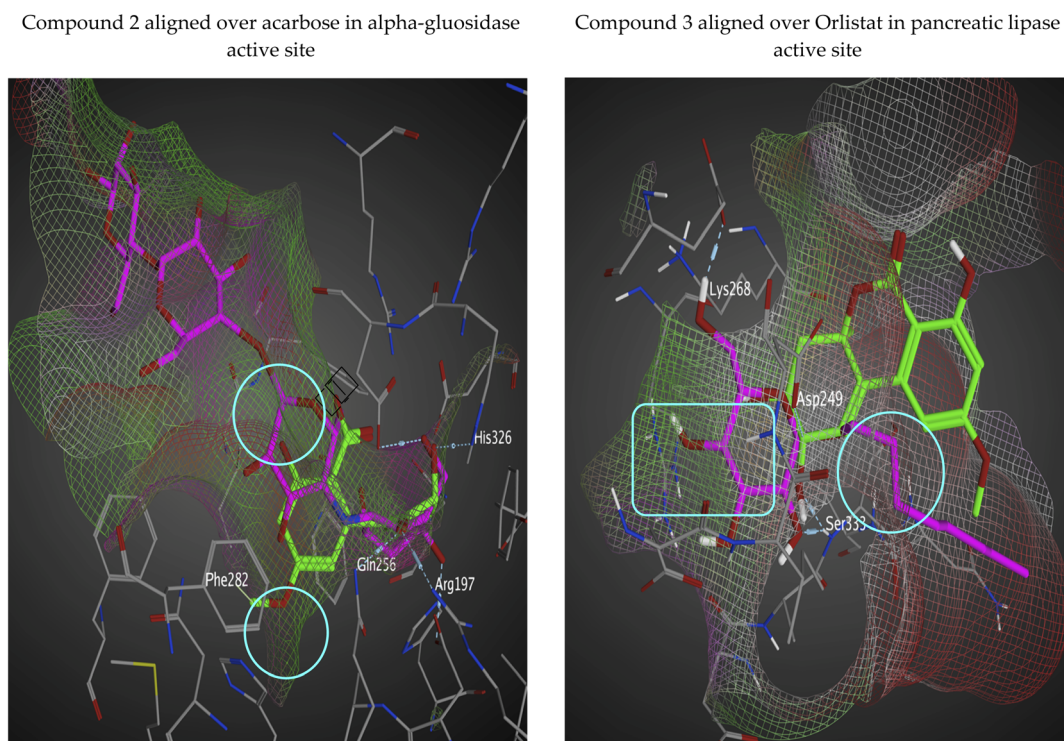 Compound 2 aligned over acarbose in alpha-gluosidase
active site
Compound 3 aligned over Orlistat in pancreatic lipase
active site
His326
Phe282
Gln256
Arg197
Lys268
Asp249
Ser333